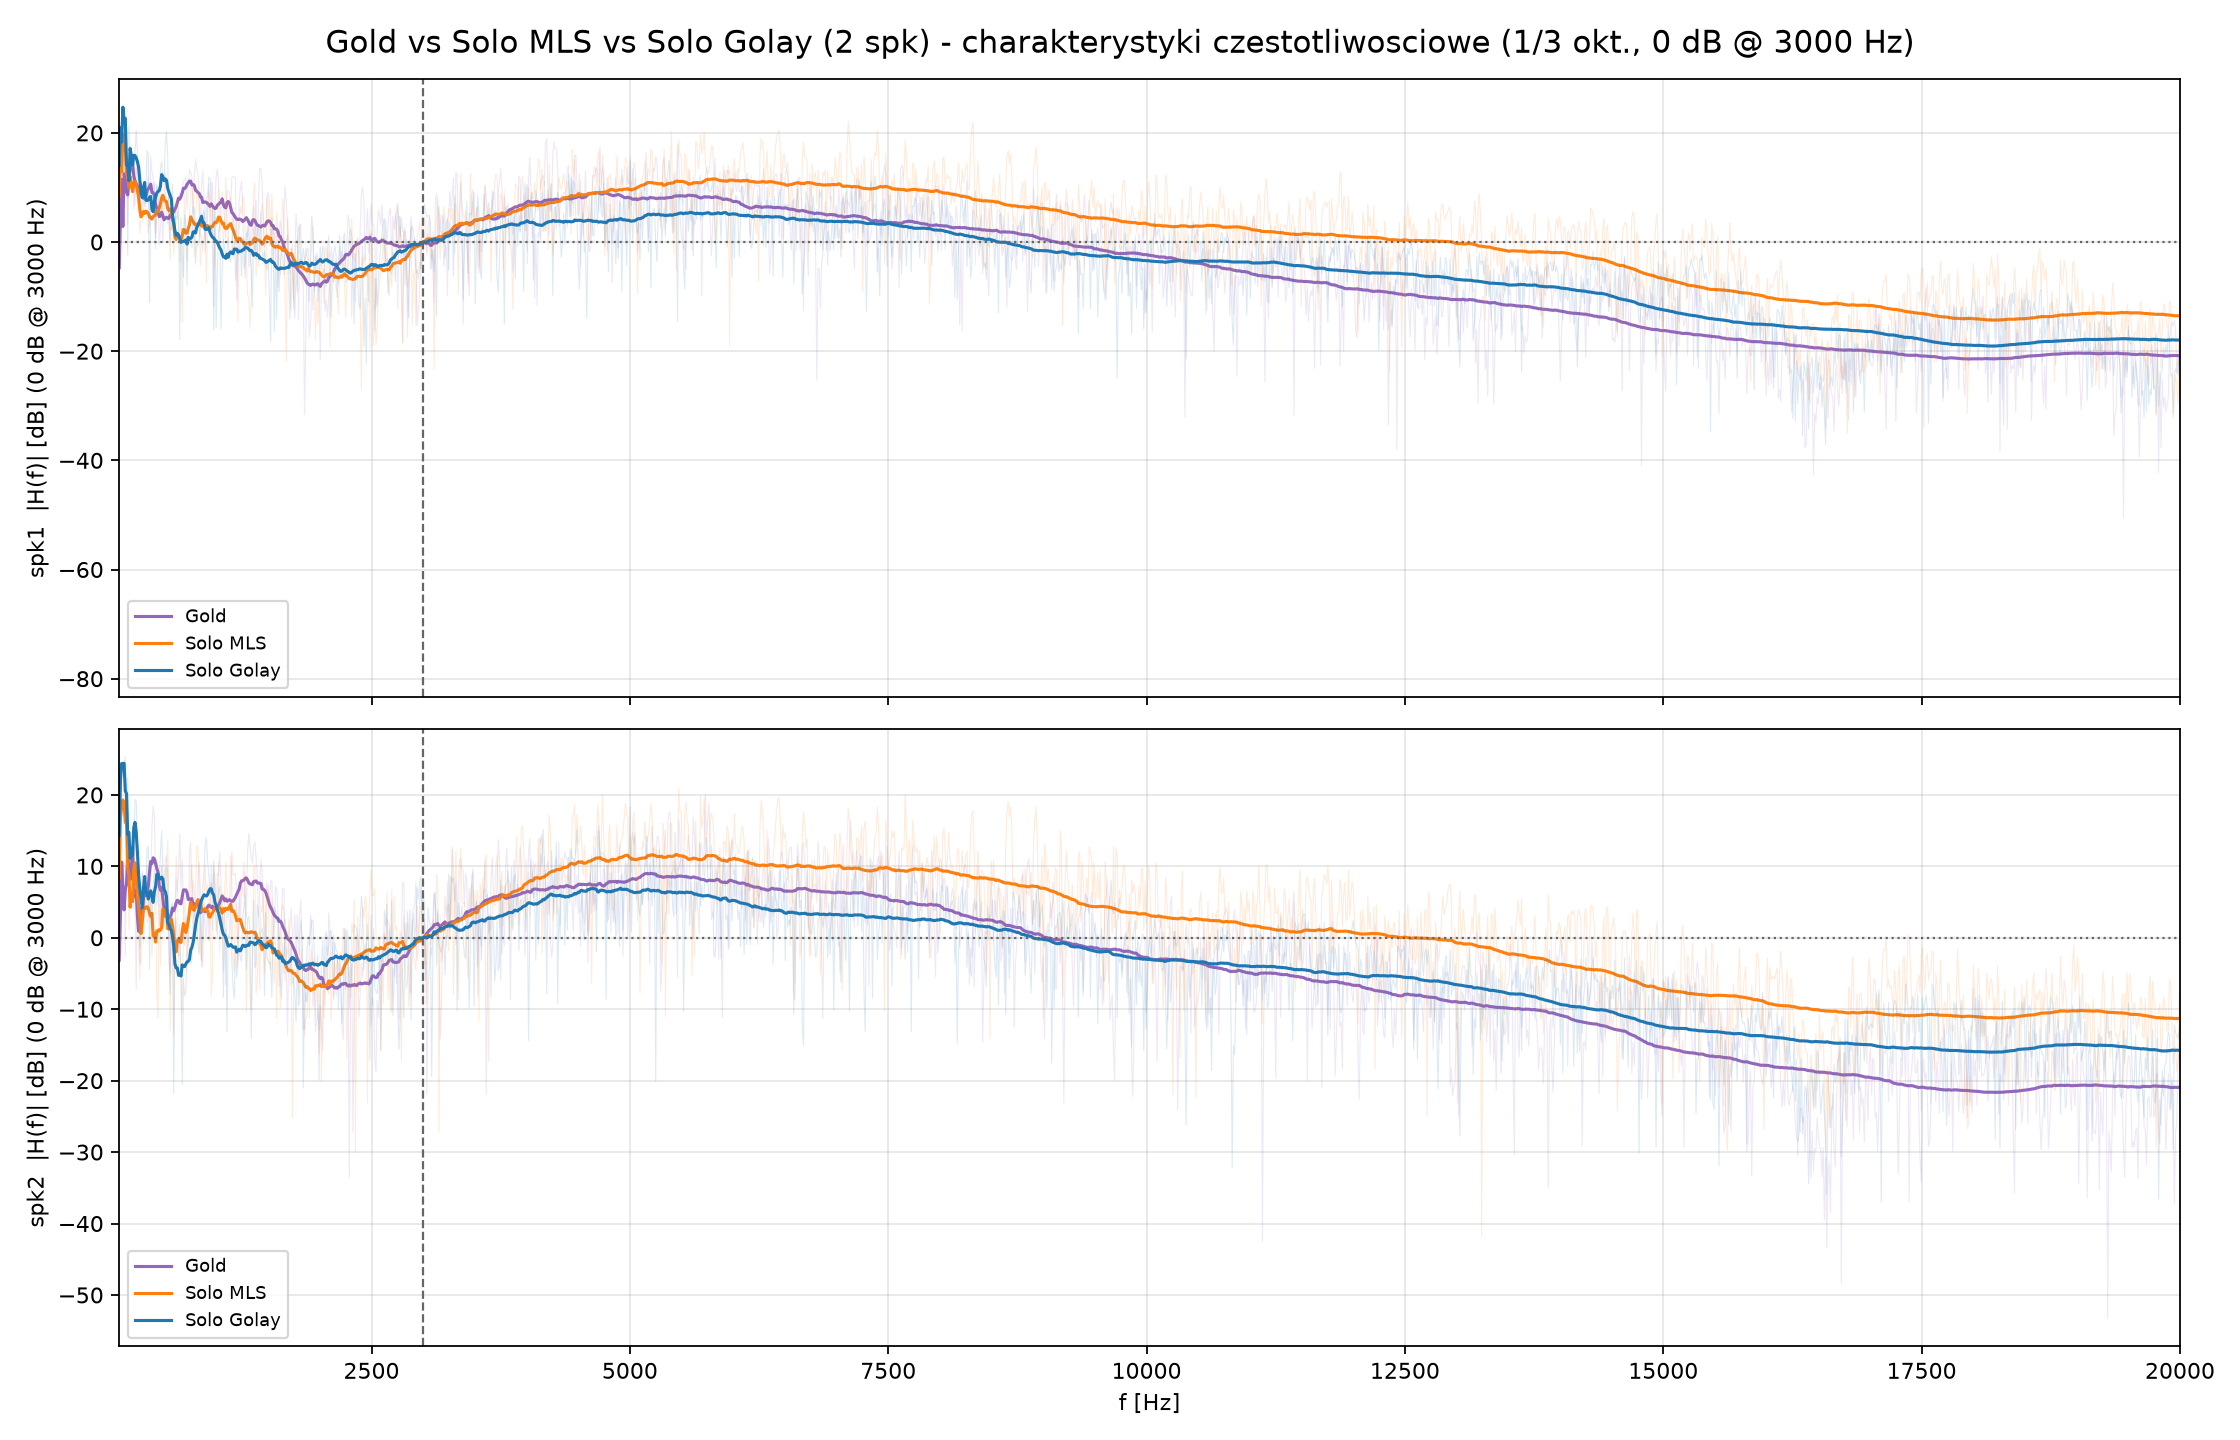 Gold vs Solo MLS vs Solo Golay (2 spk) - charakterystyki czestotliwosciowe (1/3 okt., 0 dB @ 3000 Hz)
spk1 |H(f)| [dB] (0 dB @ 3000 Hz)
20
0
−20
−40
−60
−80
Gold
Solo MLS
Solo Golay
spk2 |H(f)| [dB] (0 dB @ 3000 Hz)
20
10
0
−10
−20
−30
−40
−50
Gold
Solo MLS
Solo Golay
2500 5000 7500 10000 12500 15000 17500 20000
f [Hz]